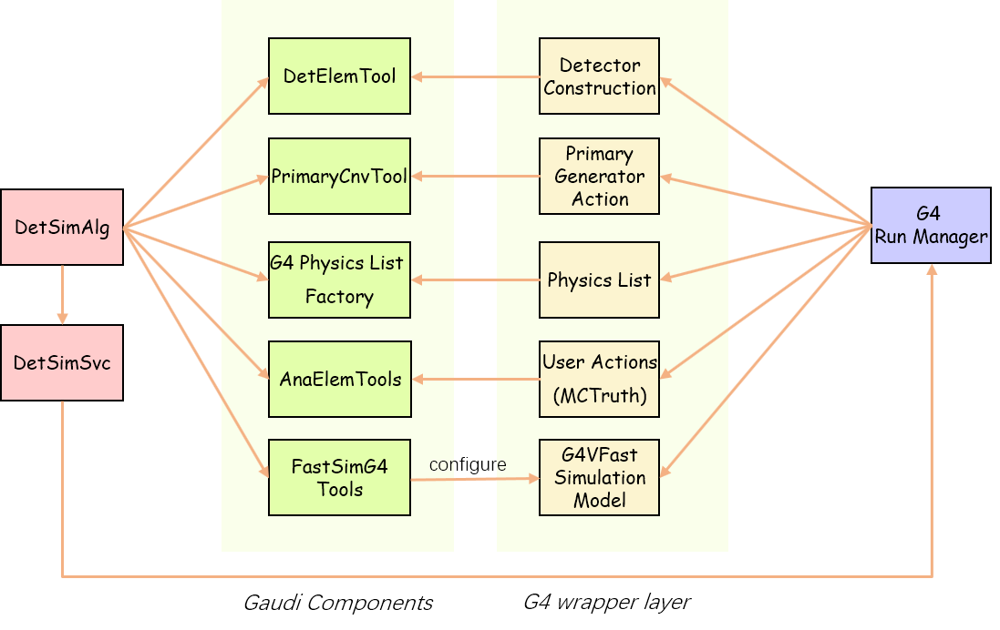 DetSimAlg
DetSimSvc
DetElemTool
PrimaryCnvTool
G4 Physics List
Factory
AnaElemTools
FastSimG4
Tools
configure
Detector
Construction
Primary
Generator
Action
Physics List
User Actions
(MCTruth)
G4VFast
Simulation
Model
G4
Run Manager
Gaudi Components
G4 wrapper layer